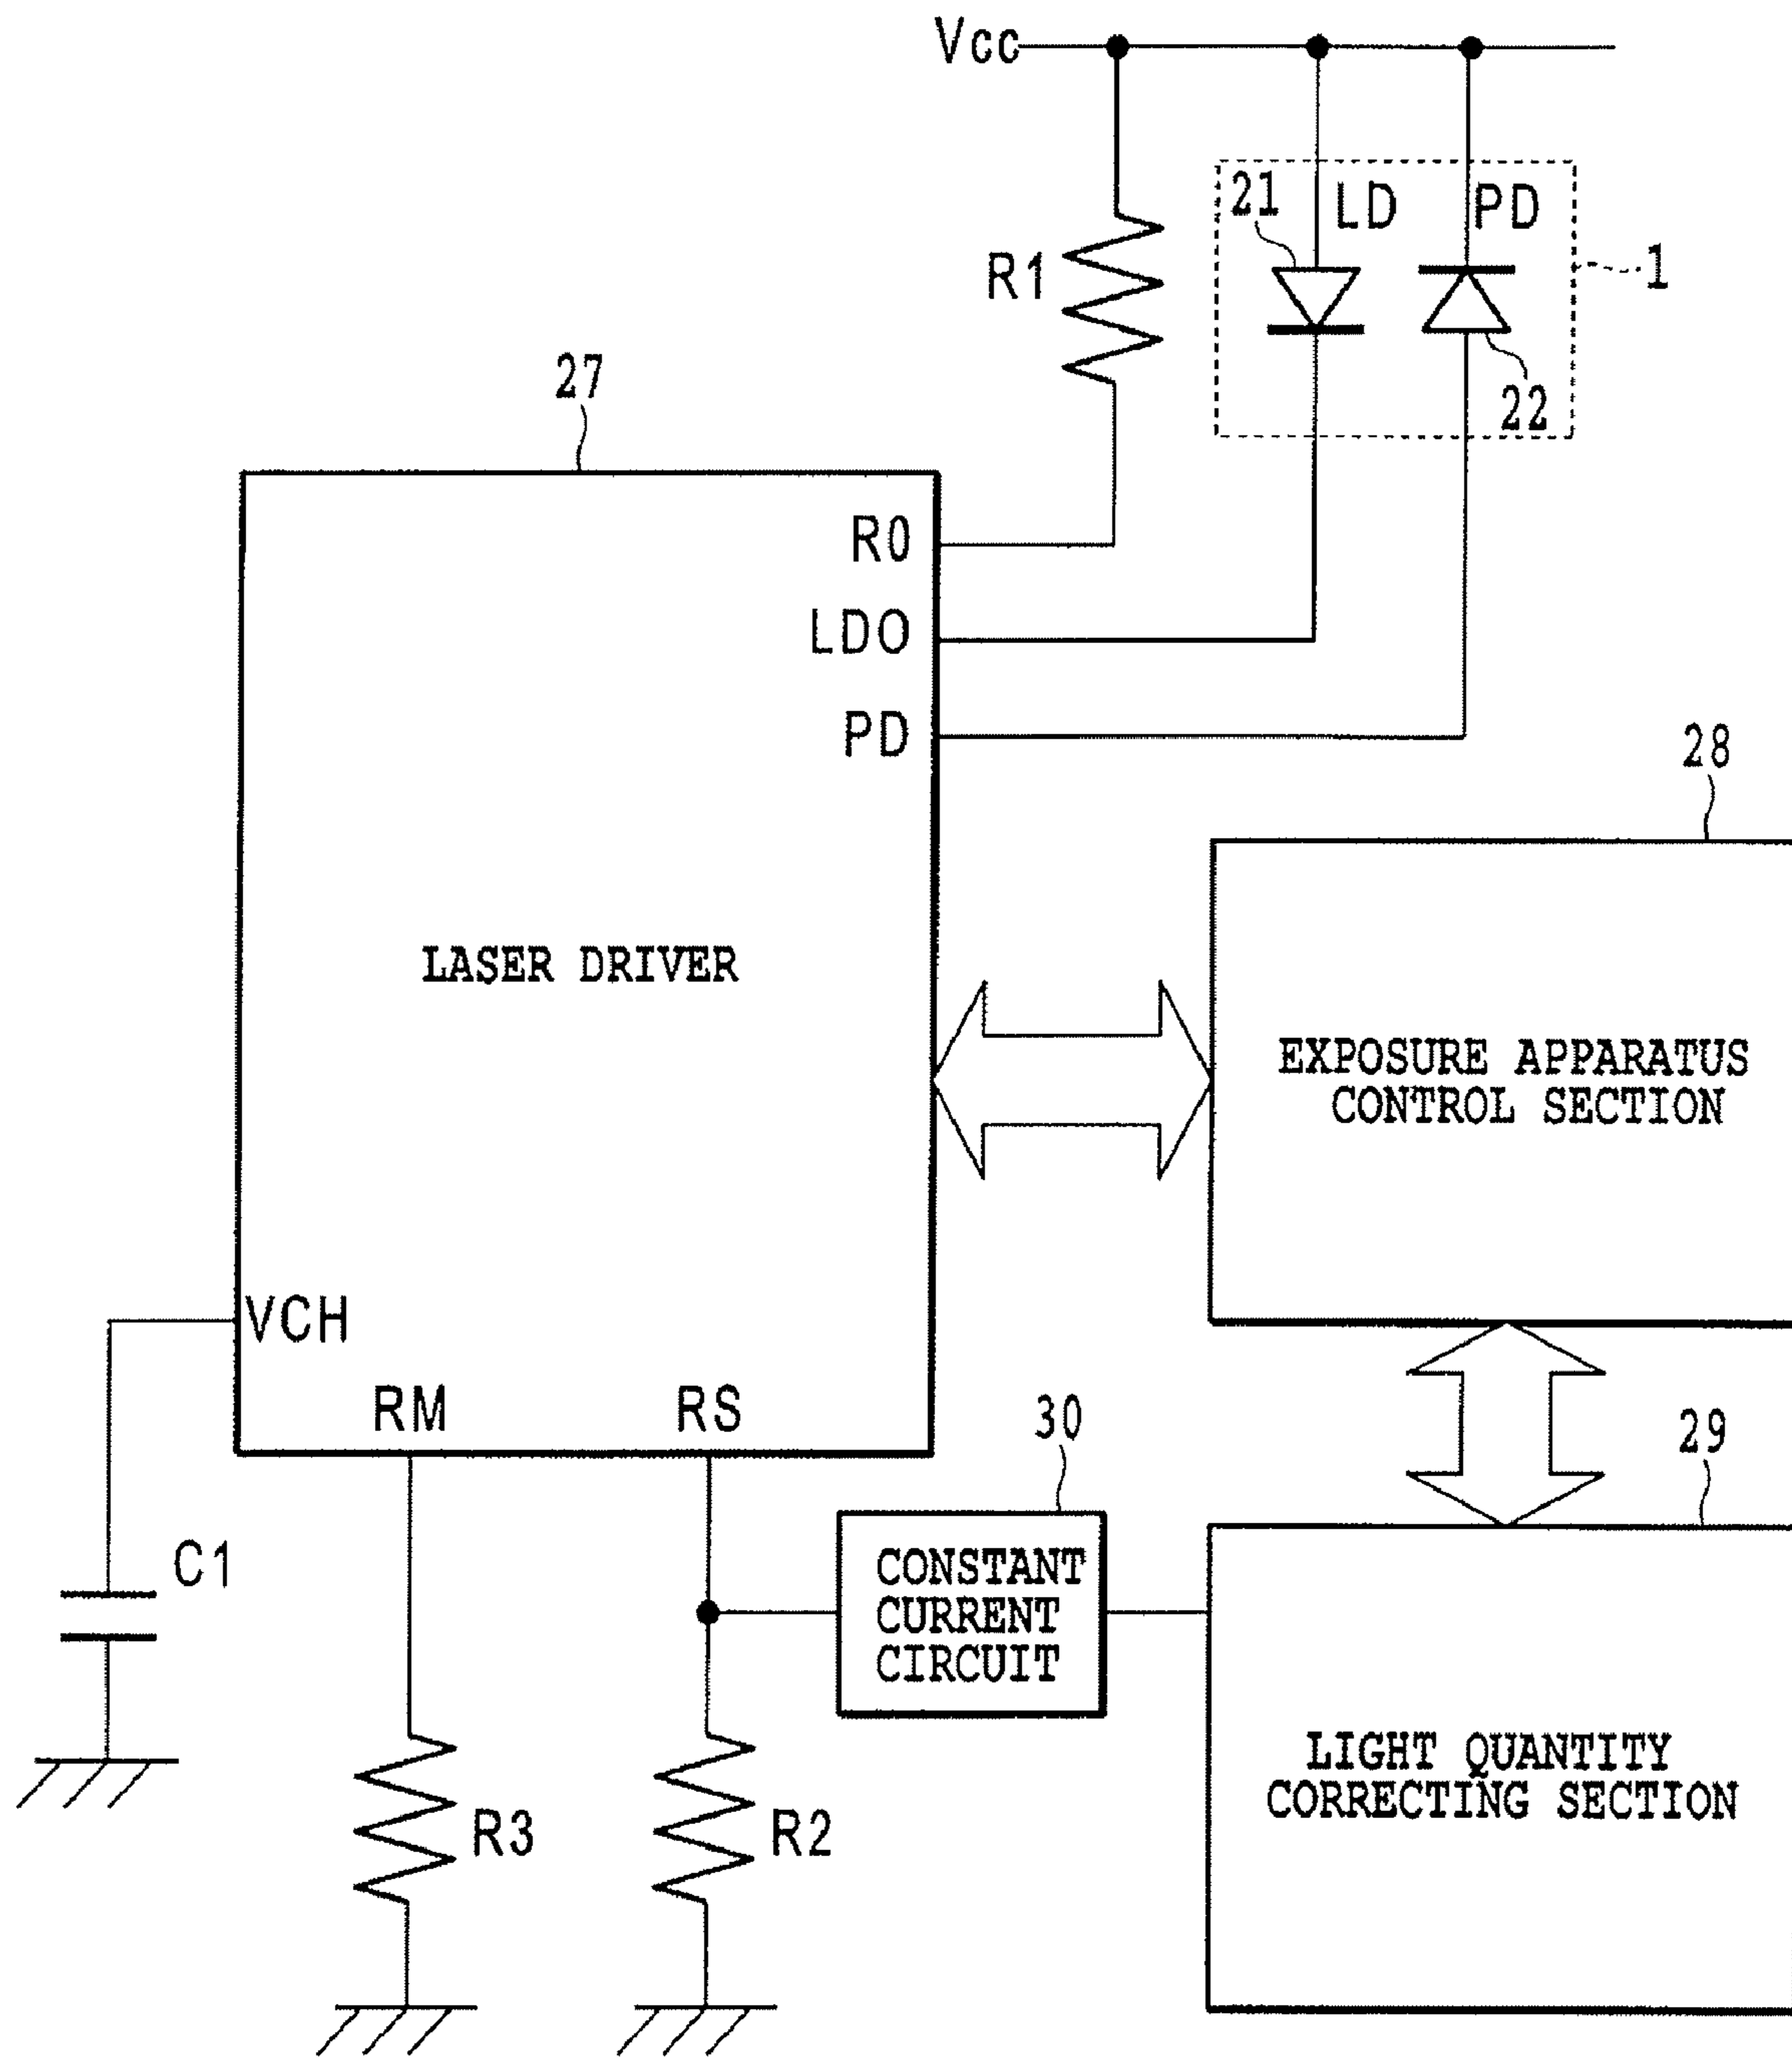 Vcc
21
LD
PD
1
R1
22
27
R0
LDO
PD
28
LASER DRIVER
EXPOSURE APPARATUS
CONTROL SECTION
VCH
RM
RS
30
29
C1
CONSTANT
CURRENT
CIRCUIT
LIGHT QUANTITY
CORRECTING SECTION
R3
R2